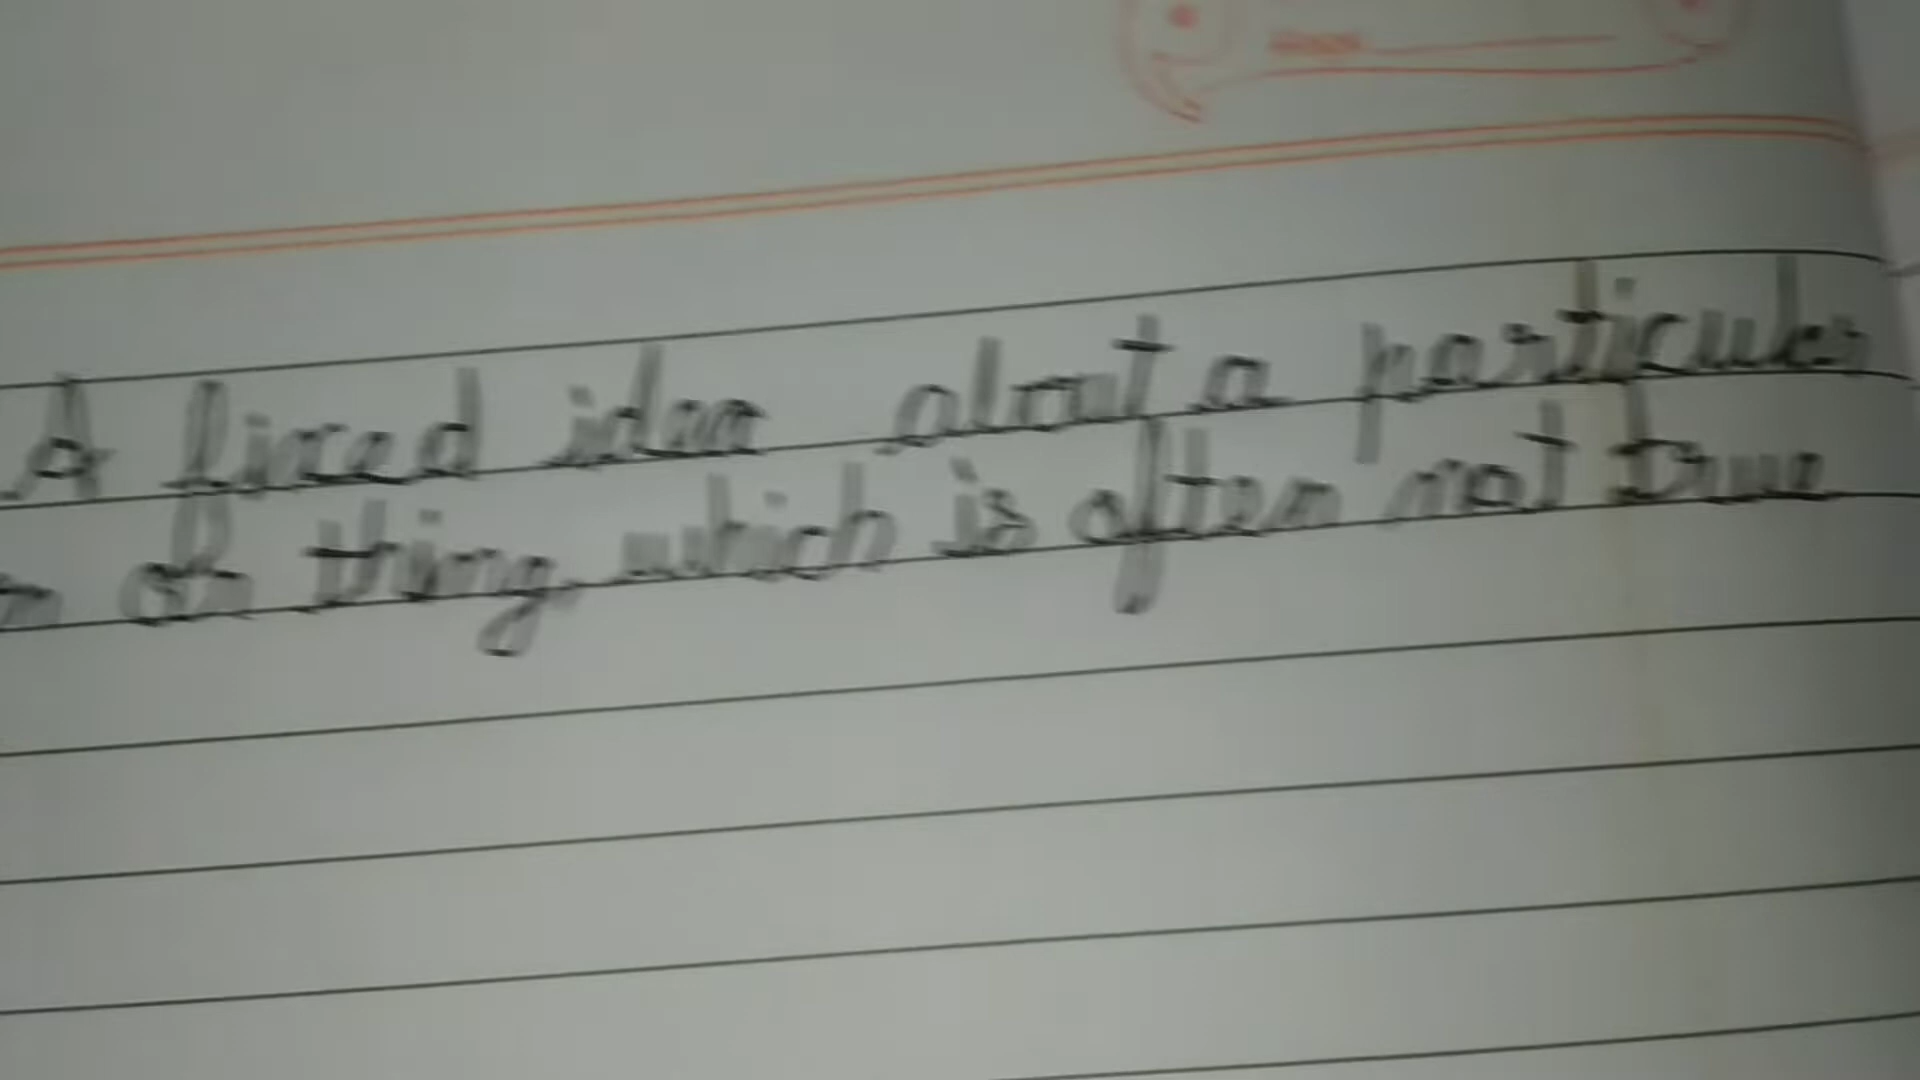 A fixed idea about a particular
or thing, which is often not true